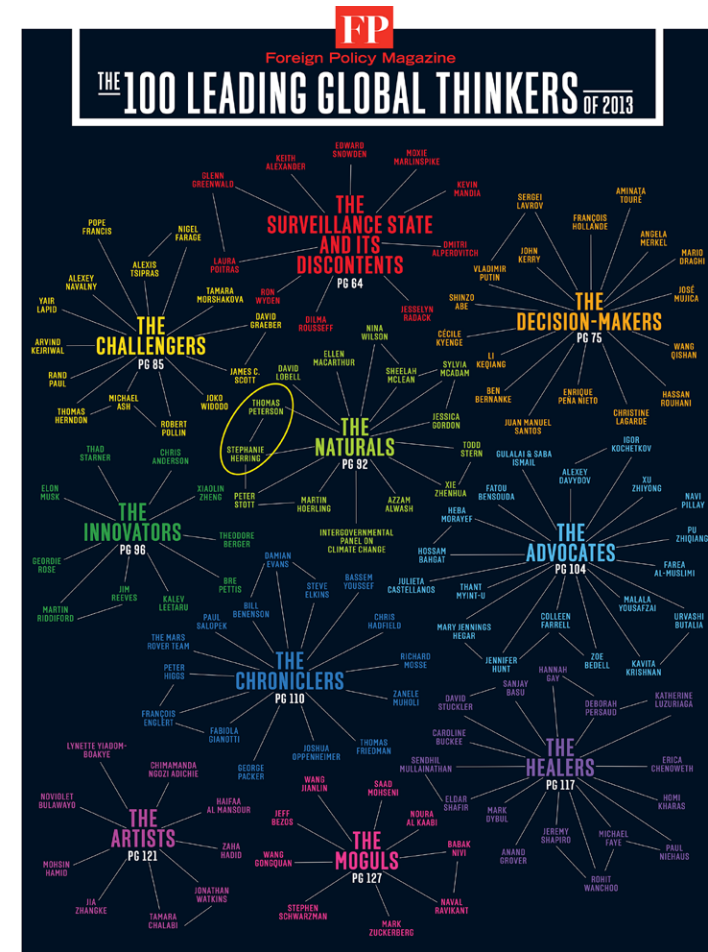 FP
Foreign Policy Magazine
THE 100 LEADING GLOBAL THINKERS OF 2013
THE
SURVEILLANCE STATE
AND ITS
DISCONTENTS
PG 64
EDWARD
SNOWDEN
MOXIE
MARLINSPIKE
KEITH
ALEXANDER
KEVIN
MANDIA
GLENN
GREENWALD
DMITRI
ALPEROVITCH
LAURA
POITRAS
RON
WYDEN
DILMA
ROUSSEFF
JESSELYN
RADACK
THE
CHALLENGERS
PG 85
POPE
FRANCIS
NIGEL
FARAGE
ALEXIS
TSIPRAS
ALEXEY
NAVALNY
TAMARA
MORSHAKOVA
YAIR
LAPID
DAVID
GRAEBER
ARVIND
KEJRIWAL
JAMES C.
SCOTT
RAND
PAUL
MICHAEL
ASH
JOKO
WIDODO
THOMAS
HERNDON
ROBERT
POLLIN
THE
DECISION-MAKERS
PG 75
AMINATA
TOURÉ
SERGEI
LAVROV
FRANÇOIS
HOLLANDE
ANGELA
MERKEL
JOHN
KERRY
MARIO
DRAGHI
VLADIMIR
PUTIN
JOSÉ
MUJICA
SHINZO
ABE
CÉCILE
KYENGE
WANG
QISHAN
LI
KEQIANG
HASSAN
ROUHANI
BEN
BERNANKE
ENRIQUE
PEÑA NIETO
CHRISTINE
LAGARDE
JUAN MANUEL
SANTOS
THE
NATURALS
PG 92
NINA
WILSON
ELLEN
MACARTHUR
SHEELAH
MCLEAN
SYLVIA
MCADAM
DAVID
LOBELL
THOMAS
PETERSON
JESSICA
GORDON
STEPHANIE
HERRING
TODD
STERN
PETER
STOTT
MARTIN
HOERLING
AZZAM
ALWASH
XIE
ZHENHUA
INTERGOVERNMENTAL
PANEL ON
CLIMATE CHANGE
THE
INNOVATORS
PG 96
THAD
STARNER
CHRIS
ANDERSON
ELON
MUSK
XIAOLIN
ZHENG
THEODORE
BERGER
GEORDIE
ROSE
BRE
PETTIS
JIM
REEVES
KALEV
LEETARU
MARTIN
RIDDIFORD
THE
ADVOCATES
PG 104
IGOR
KOCHETKOV
GULALAI & SABA
ISMAIL
ALEXEY
DAVYDOV
XU
ZHIYONG
FATOU
BENSOUDA
NAVI
PILLAY
HEBA
MORAYEF
PU
ZHIQIANG
HOSSAM
BAHGAT
FAREA
AL-MUSLIMI
JULIETA
CASTELLANOS
THANT
MYINT-U
MALALA
YOUSAFZAI
MARY JENNINGS
HEGAR
COLLEEN
FARRELL
URVASHI
BUTALIA
JENNIFER
HUNT
ZOE
BEDELL
KAVITA
KRISHNAN
THE
CHRONICLERS
PG 110
DAMIAN
EVANS
STEVE
ELKINS
BASSEM
YOUSSEF
BILL
BENENSON
PAUL
SALOPEK
CHRIS
HADFIELD
THE MARS
ROVER TEAM
RICHARD
MOSSE
PETER
HIGGS
ZANELE
MUHOLI
FRANÇOIS
ENGLERT
FABIOLA
GIANOTTI
THOMAS
FRIEDMAN
JOSHUA
OPPENHEIMER
GEORGE
PACKER
THE
HEALERS
PG 117
HANNAH
GAY
SANJAY
BASU
DAVID
STUCKLER
DEBORAH
PERSAUD
KATHERINE
LUZURIAGA
CAROLINE
BUCKEE
SENDHIL
MULLAINATHAN
ERICA
CHENOWETH
ELDAR
SHAFIR
HOMI
KHARAS
MARK
DYBUL
JEREMY
SHAPIRO
MICHAEL
FAYE
PAUL
NIEHAUS
ANAND
GROVER
ROHIT
WANCHOO
THE
ARTISTS
PG 121
LYNETTE YIADOM-
BOAKYE
CHIMAMANDA
NGOZI ADICHIE
NOVIOLET
BULAWAYO
HAIFAA
AL MANSOUR
ZAHA
HADID
MOHSIN
HAMID
JONATHAN
WATKINS
JIA
ZHANGKE
TAMARA
CHALABI
THE
MOGULS
PG 127
WANG
JIANLIN
SAAD
MOHSENI
JEFF
BEZOS
NOURA
AL KAABI
WANG
GONGQUAN
BABAK
NIVI
STEPHEN
SCHWARZMAN
NAVAL
RAVIKANT
MARK
ZUCKERBERG